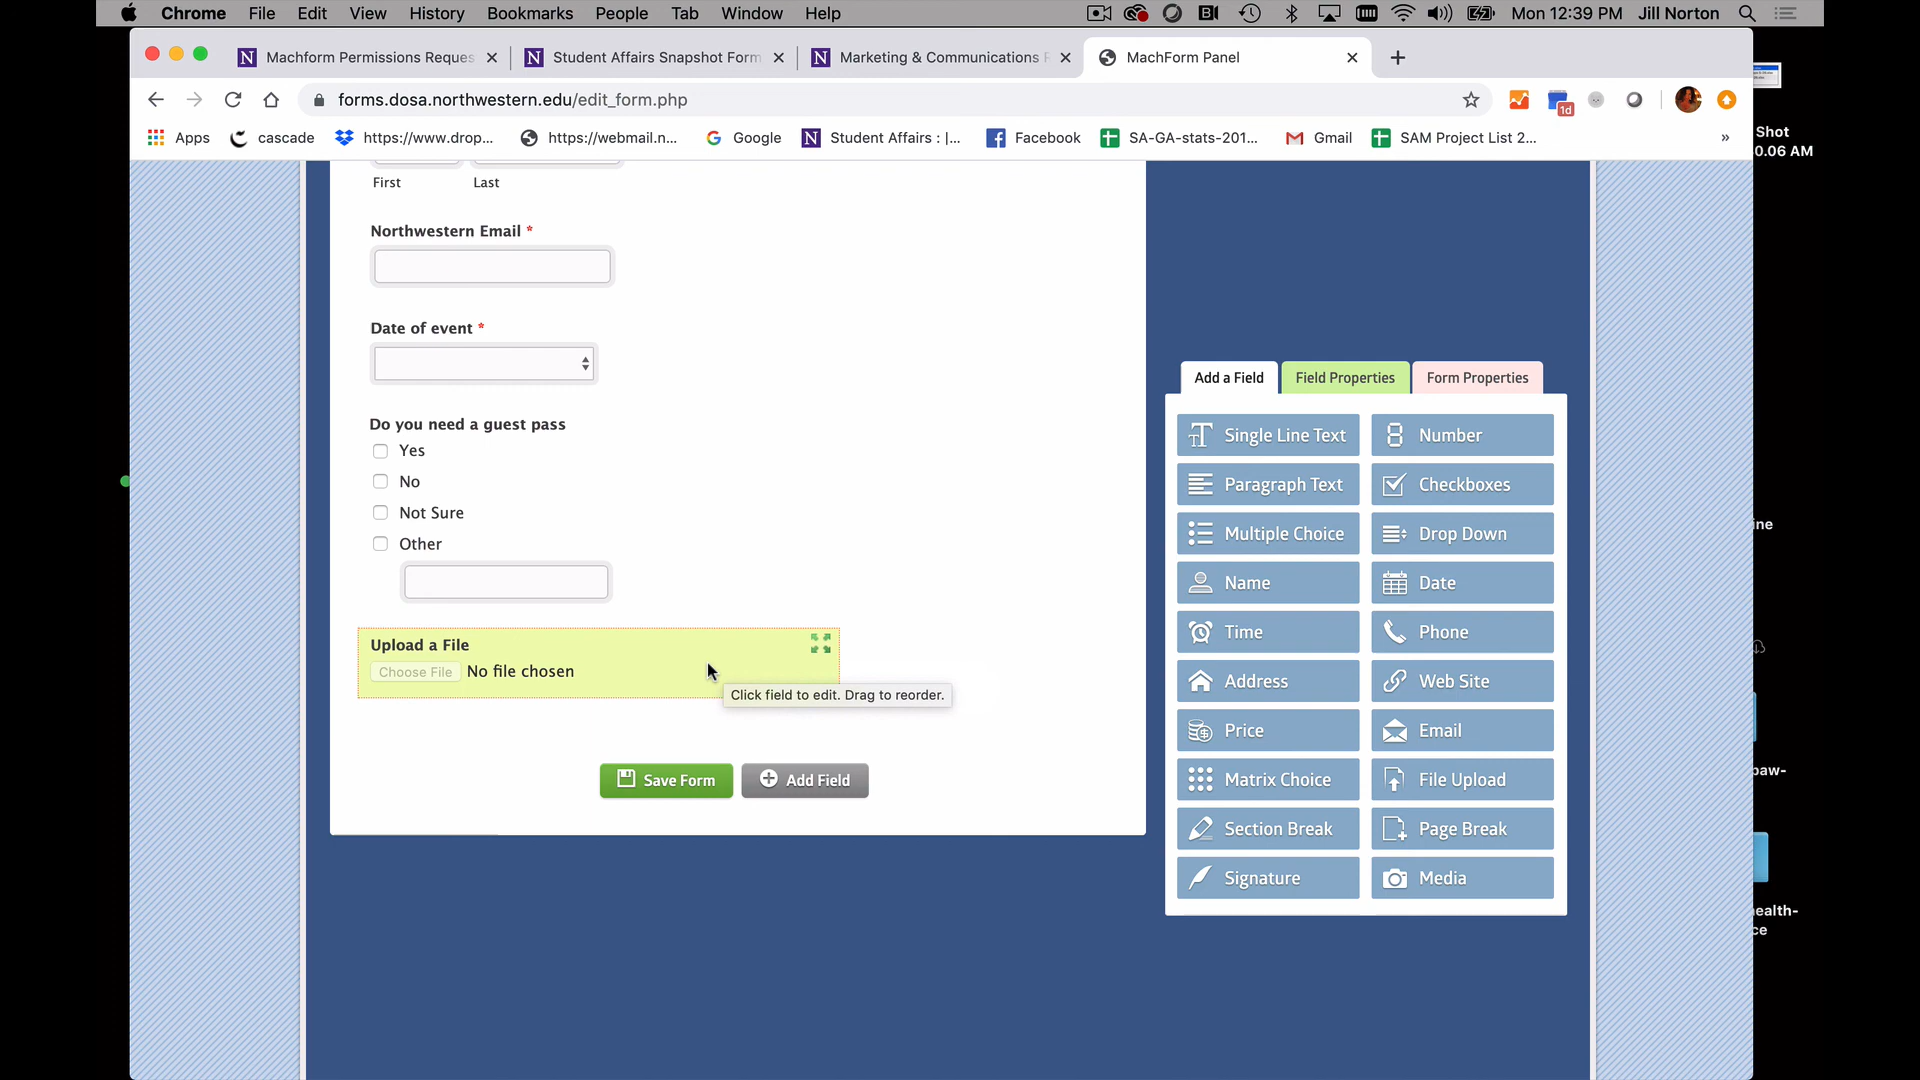 Chrome File Edit View History Bookmarks People Tab Window Help Mon 12:39 PM Jill Norton
Machform Permissions Reques Student Affairs Snapshot Form Marketing & Communications MachForm Panel
forms.dosa.northwestern.edu/edit_form.php 1d
Apps cascade https://www.drop... https://webmail.n... Google Student Affairs : |... Facebook SA-GA-stats-201... Gmail SAM Project List 2... »
Shot
0.06 AM
First Last
Northwestern Email *
Date of event *
Do you need a guest pass
Yes
No
Not Sure
Other
Upload a File
Choose File No file chosen
Click field to edit. Drag to reorder.
Save Form Add Field
Add a Field Field Properties Form Properties
Single Line Text Number
Paragraph Text Checkboxes
Multiple Choice Drop Down
Name Date
Time Phone
Address Web Site
Price Email
Matrix Choice File Upload
Section Break Page Break
Signature Media
ine
paw-
ealth-
ce